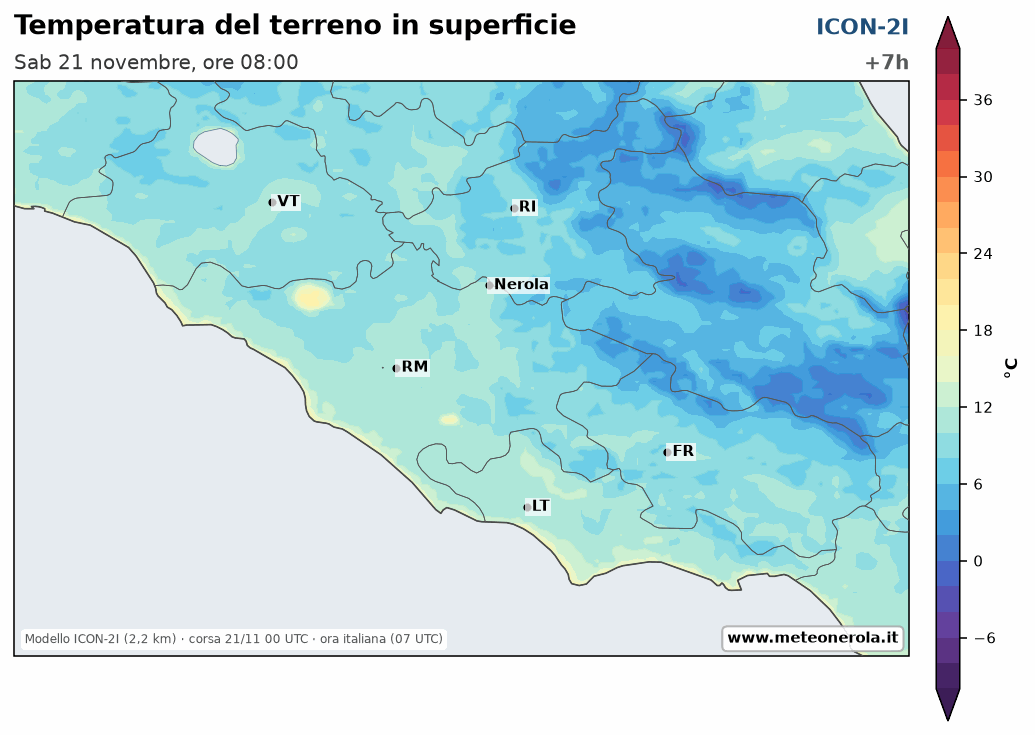 Temperatura del terreno in superficie
ICON-2I
Sab 21 novembre, ore 08:00
+7h
36
30
24
18
12
6
0
−6
°C
VT
RI
Nerola
RM
FR
LT
Modello ICON-2I (2,2 km) · corsa 21/11 00 UTC · ora italiana (07 UTC)
www.meteonerola.it